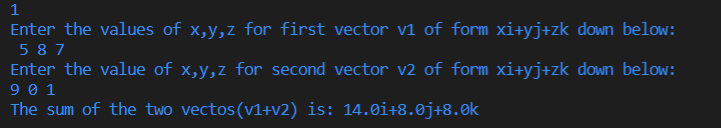 1
Enter the values of x,y,z for first vector v1 of form xi+yj+zk down below:
5 8 7
Enter the value of x,y,z for second vector v2 of form xi+yj+zk down below:
9 0 1
The sum of the two vectos(v1+v2) is: 14.0i+8.0j+8.0k